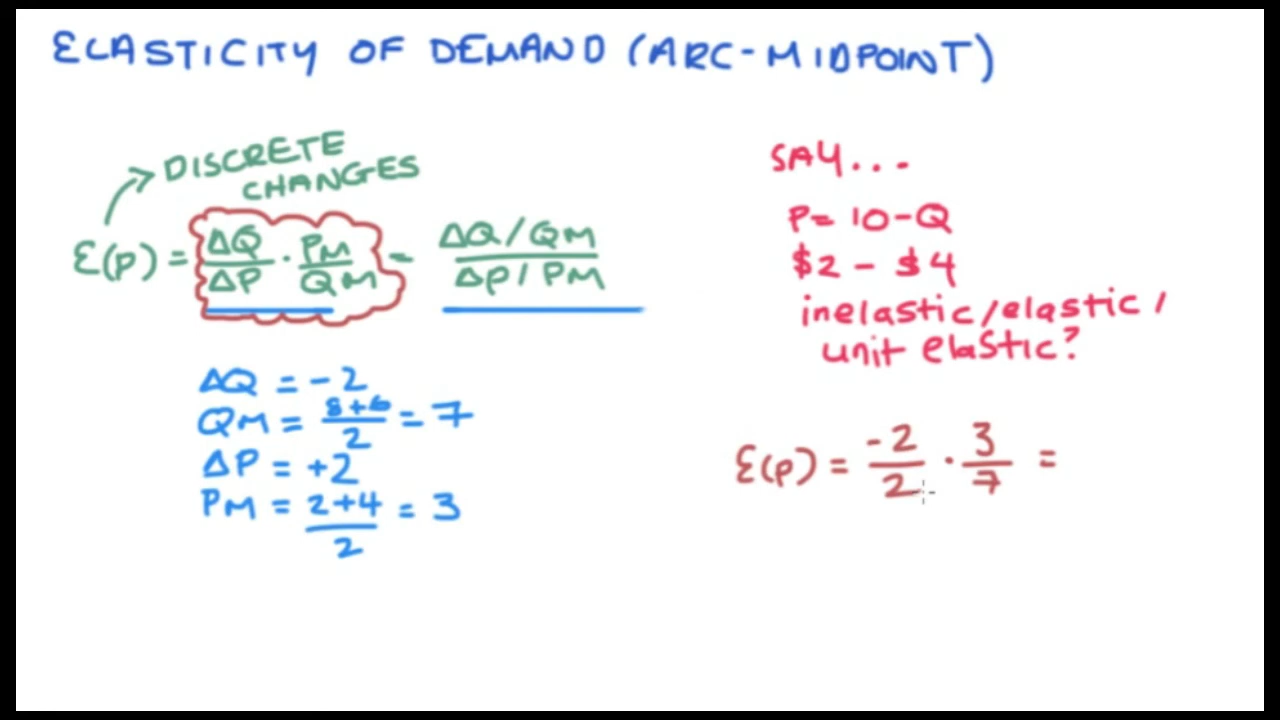 ELASTICITY OF DEMAND (ARC-MIDPOINT)
DISCRETE
CHANGES
Ɛ(p) = ΔQ/ΔP · PM/QM = ΔQ/QM / Δp/PM
ΔQ = -2
QM = 8+6/2 = 7
ΔP = +2
PM = 2+4/2 = 3
SAY...
P= 10-Q
$2 - $4
inelastic/elastic/
unit elastic?
Ɛ(p) = -2/2 · 3/7 =